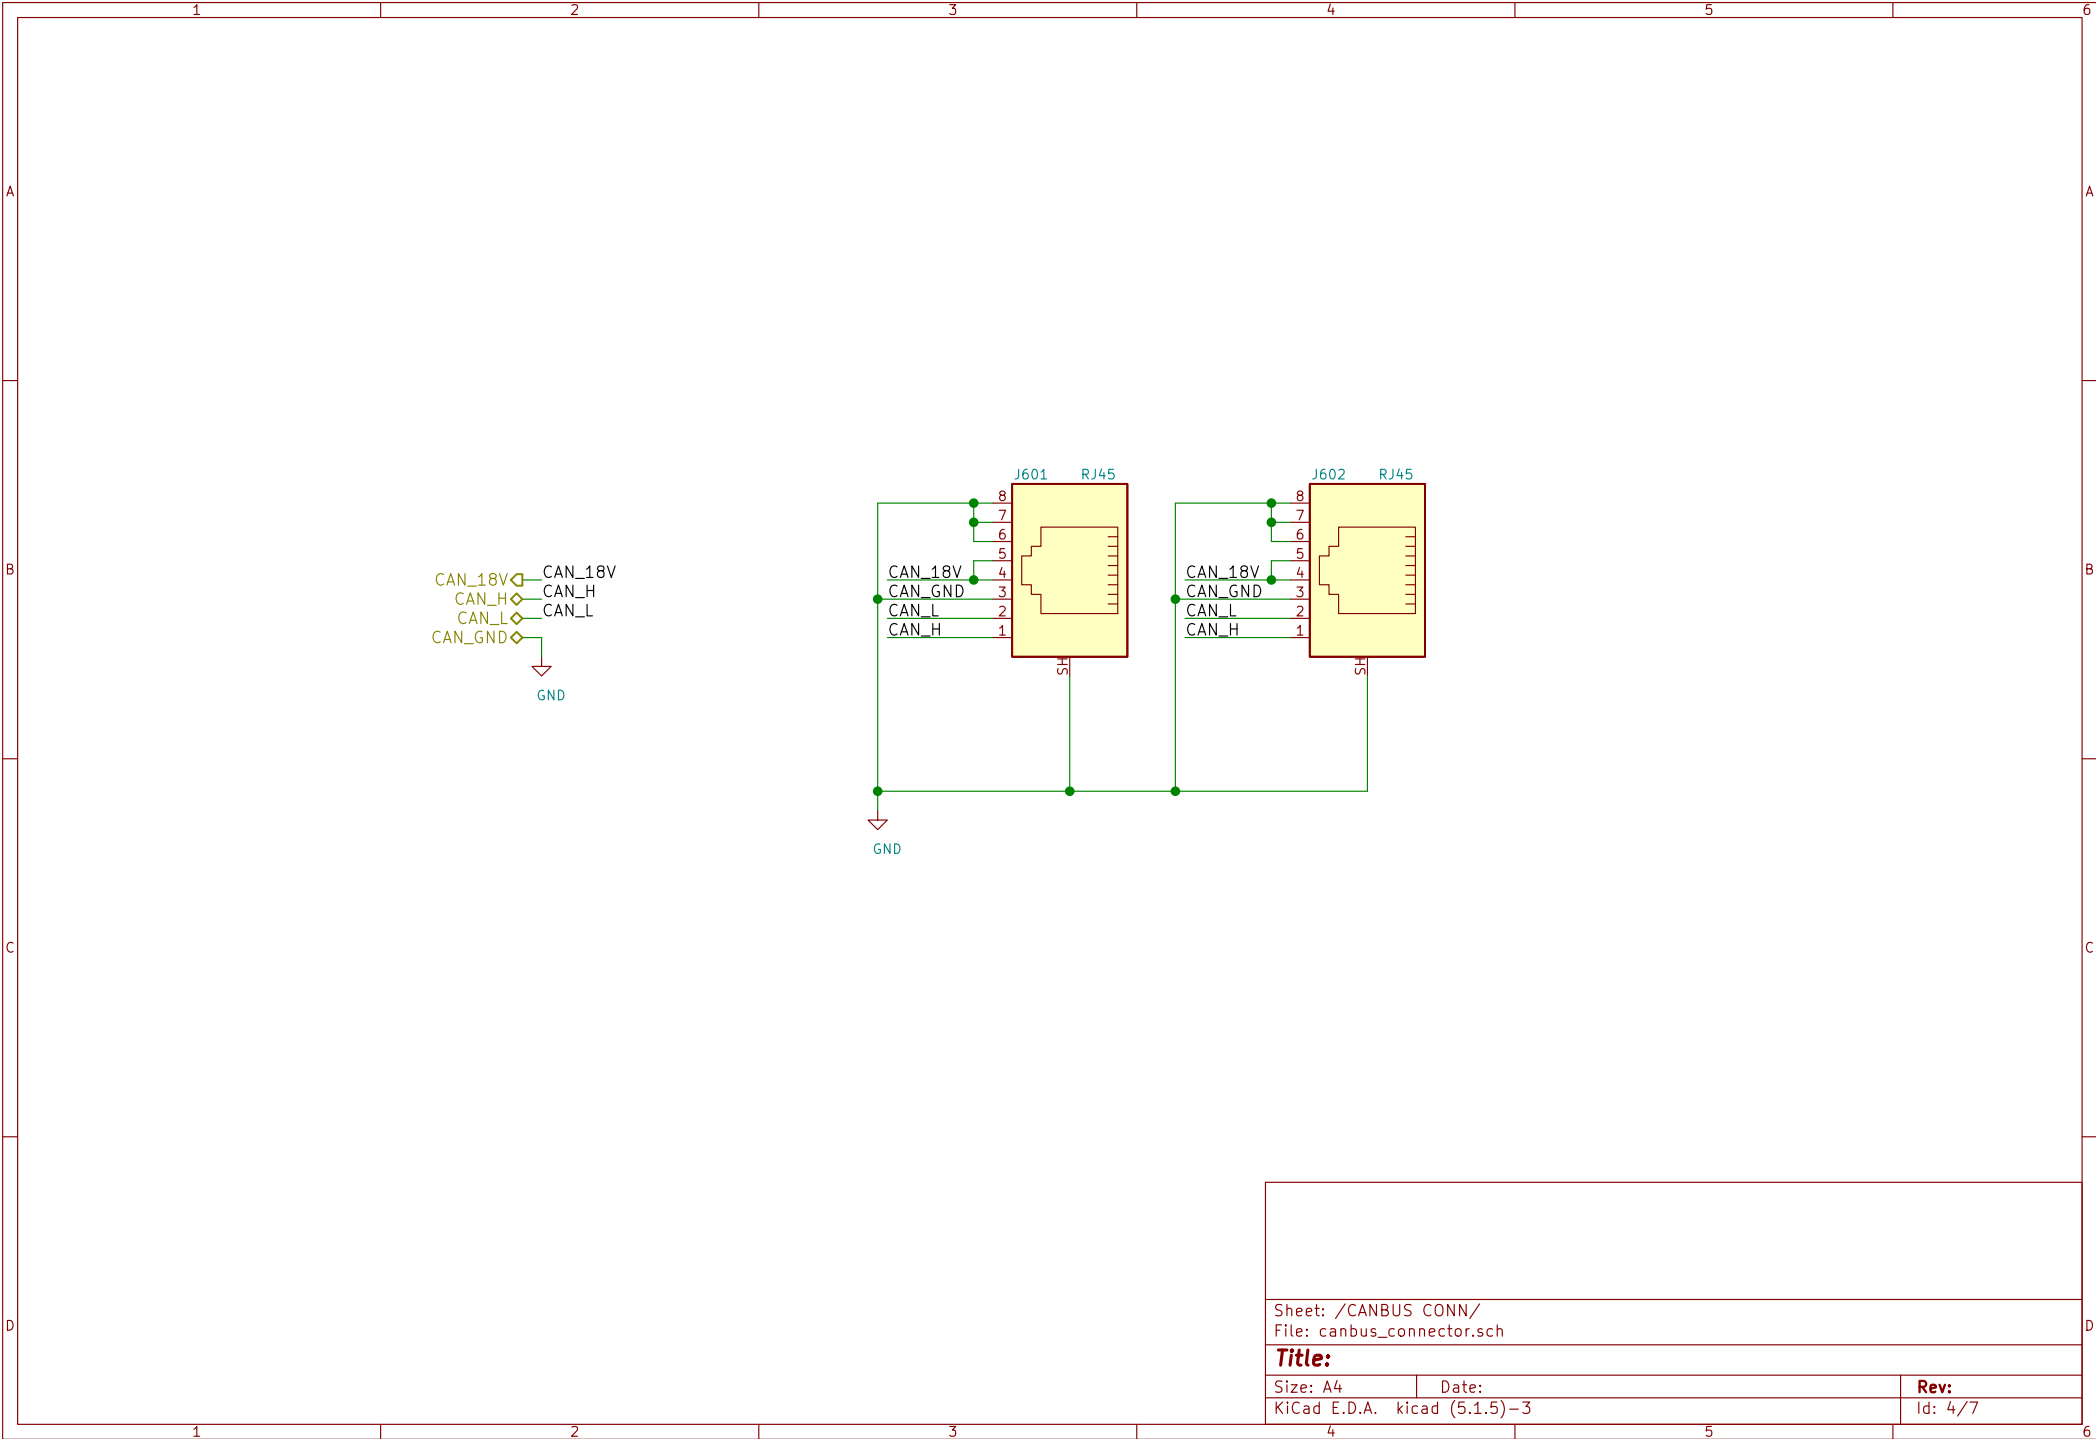 1 2 3 4 5 6
A A
J601 RJ45 J602 RJ45
8 8
7 7
6 6
5 5
B B
CAN_18V CAN_18V CAN_18V 4 CAN_18V 4
CAN_H CAN_H CAN_GND 3 CAN_GND 3
CAN_L CAN_L CAN_L 2 CAN_L 2
CAN_GND CAN_H 1 CAN_H 1
SH SH
GND
GND
C C
Sheet: /CANBUS CONN/
D D
File: canbus_connector.sch
Title:
Size: A4 Date: Rev:
KiCad E.D.A. kicad (5.1.5)-3 Id: 4/7
1 2 3 4 5 6